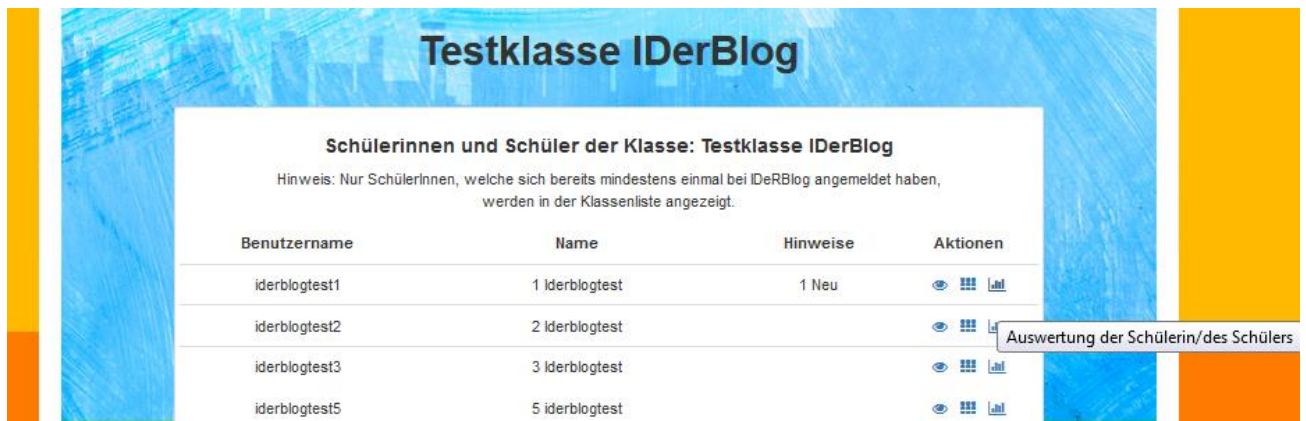 Testklasse IDerBlog
Schülerinnen und Schüler der Klasse: Testklasse IDerBlog
Hinweis: Nur SchülerInnen, welche sich bereits mindestens einmal bei IDeRBlog angemeldet haben,
werden in der Klassenliste angezeigt.
Benutzername Name Hinweise Aktionen
iderblogtest1 1 Iderblogtest 1 Neu
iderblogtest2 2 Iderblogtest
Auswertung der Schülerin/des Schülers
iderblogtest3 3 Iderblogtest
iderblogtest5 5 iderblogtest